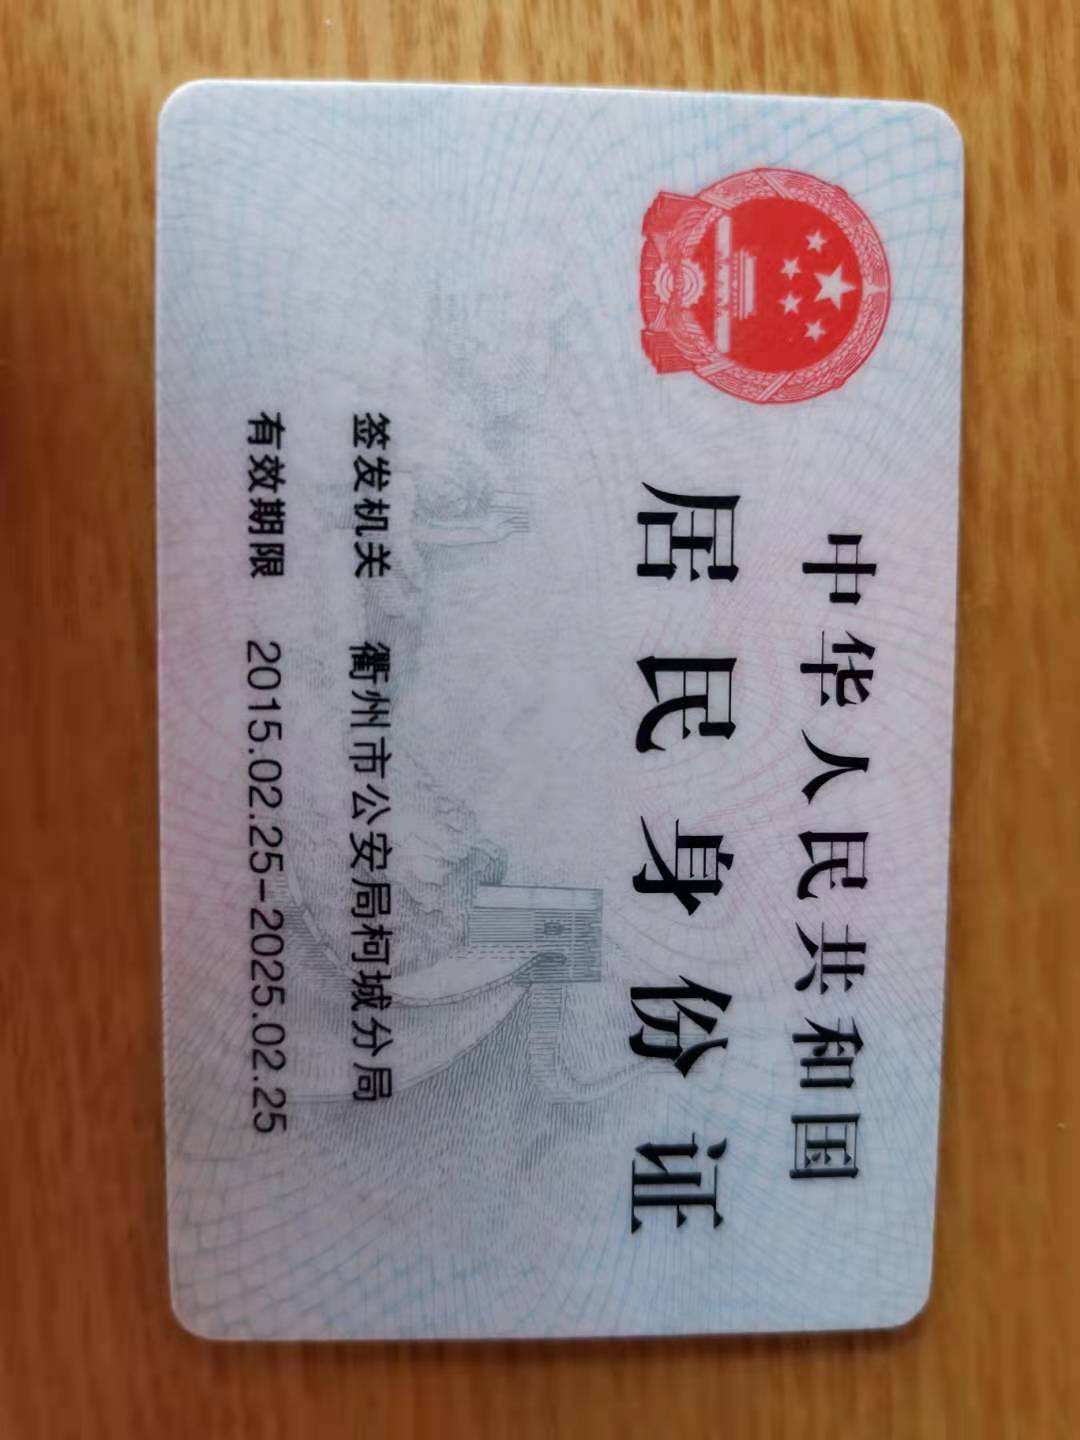 中华人民共和国
居民身份证
签发机关 衢州市公安局柯城分局
有效期限 2015.02.25-2025.02.25